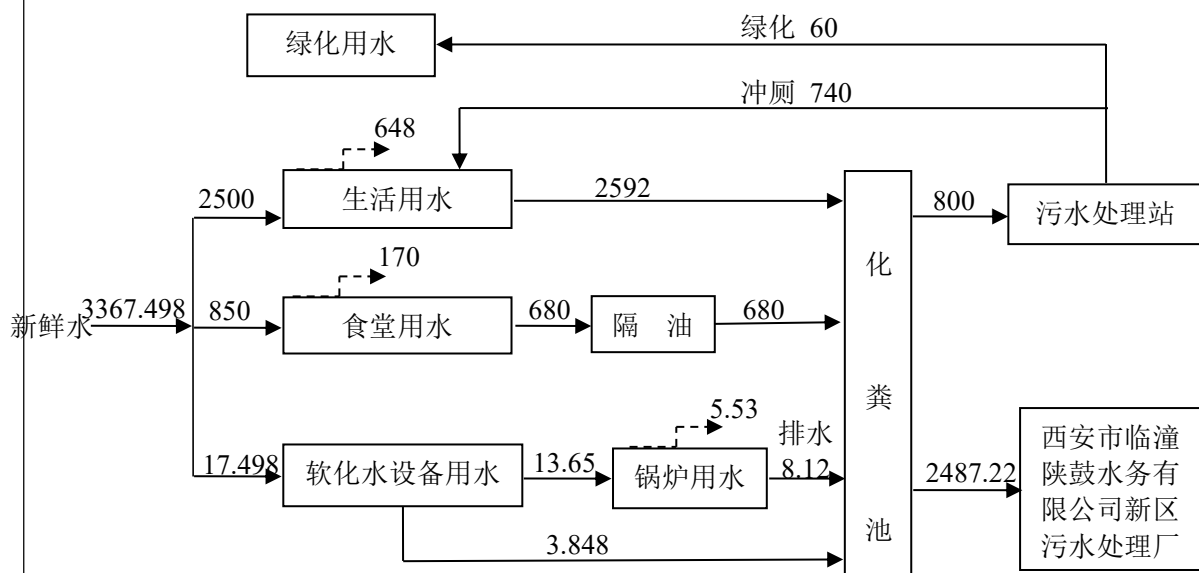 绿化 60
绿化用水
冲厕 740
648
2500
生活用水
2592
800
污水处理站
170
新鲜水
3367.498
850
食堂用水
680
隔 油
680
化
粪
池
5.53
排水
17.498
软化水设备用水
13.65
锅炉用水
8.12
3.848
2487.22
西安市临潼
陕鼓水务有
限公司新区
污水处理厂